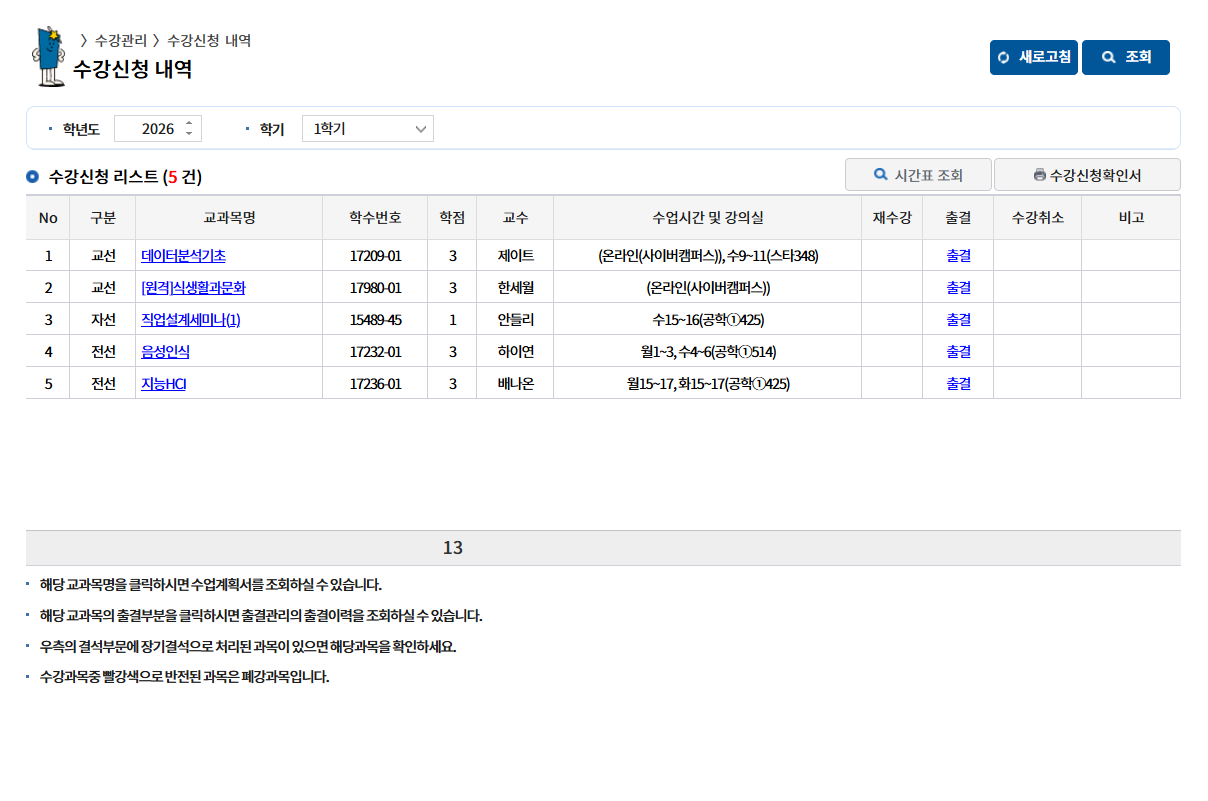 〉 수강관리 〉 수강신청 내역
수강신청 내역
새로고침
조회
학년도 2026 학기 1학기
수강신청 리스트 (5 건)
시간표 조회
수강신청확인서
No 구분 교과목명 학수번호 학점 교수 수업시간 및 강의실 재수강 출결 수강취소 비고
1 교선 데이터분석기초 17209-01 3 제이트 (온라인(사이버캠퍼스)), 수9~11(스타348) 출결
2 교선 [원격]식생활과문화 17980-01 3 한세월 (온라인(사이버캠퍼스)) 출결
3 자선 직업설계세미나(1) 15489-45 1 안들리 수15~16(공학①425) 출결
4 전선 음성인식 17232-01 3 하이연 월1~3, 수4~6(공학①514) 출결
5 전선 지능HCI 17236-01 3 배나온 월15~17, 화15~17(공학①425) 출결
13
해당 교과목명을 클릭하시면 수업계획서를 조회하실 수 있습니다.
해당 교과목의 출결부분을 클릭하시면 출결관리의 출결이력을 조회하실 수 있습니다.
우측의 결석부문에 장기결석으로 처리된 과목이 있으면 해당과목을 확인하세요.
수강과목중 빨강색으로 반전된 과목은 폐강과목입니다.